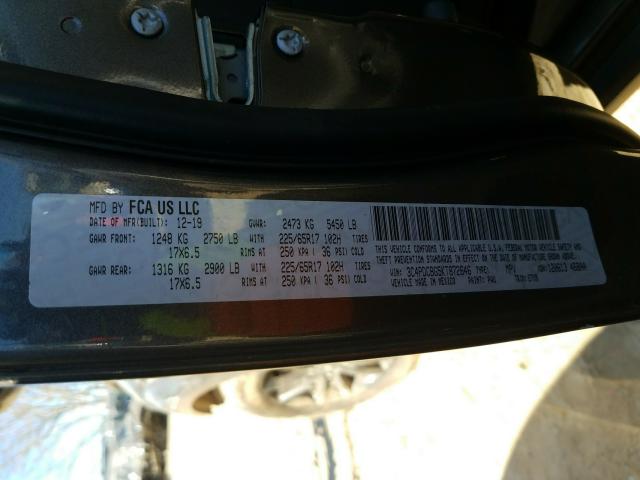 MFD BY FCA US LLC
DATE OF MFR(BUILT): 12-19 GVWR: 2473 KG 5450 LB
GAWR FRONT: 1248 KG 2750 LB WITH 225/65R17 102H TIRES
17X6.5 RIMS AT 250 KPA ( 36 PSI) COLD
GAWR REAR: 1316 KG 2900 LB WITH 225/65R17 102H TIRES
17X6.5 RIMS AT 250 KPA ( 36 PSI) COLD
THIS VEHICLE CONFORMS TO ALL APPLICABLE U.S.A. FEDERAL MOTOR VEHICLE SAFETY AND
THEFT PREVENTION STANDARDS IN EFFECT ON THE DATE OF MANUFACTURE SHOWN ABOVE.
TYPE: MPV
VEHICLE MADE IN MEXICO PAINT: TRIM: